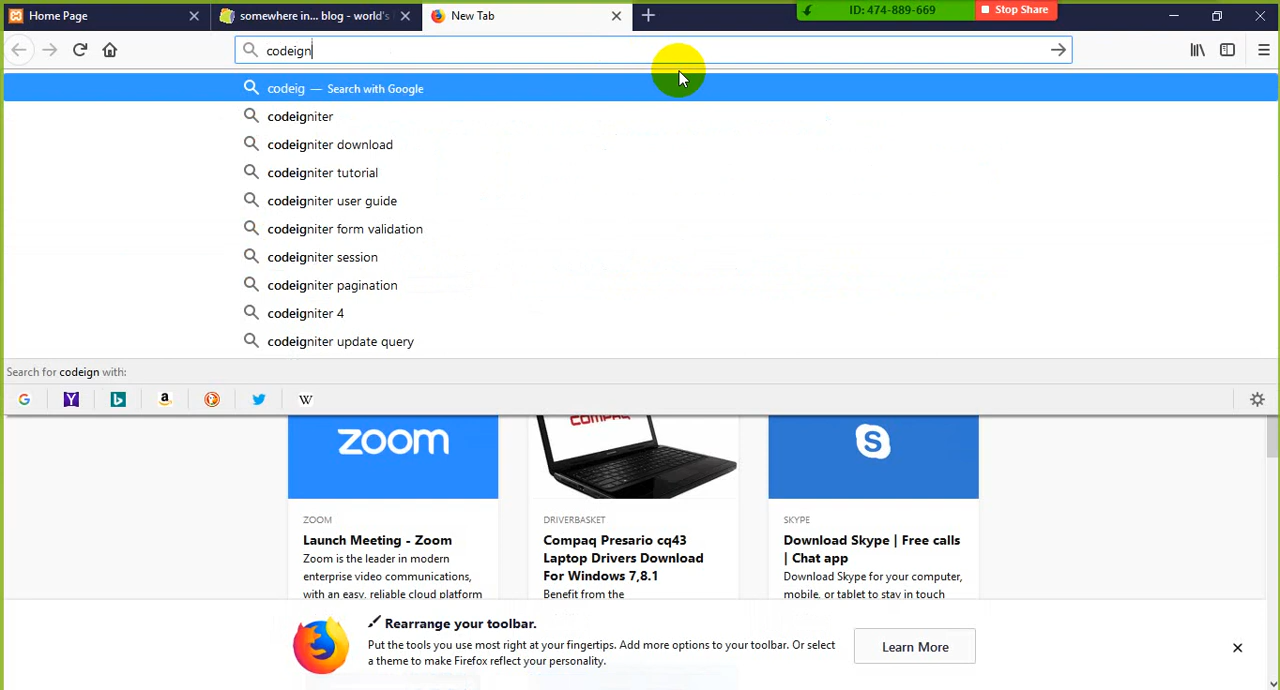 Home Page
somewhere in... blog - world's
New Tab
ID: 474-889-669
Stop Share
codeign
codeig — Search with Google
codeigniter
codeigniter download
codeigniter tutorial
codeigniter user guide
codeigniter form validation
codeigniter session
codeigniter pagination
codeigniter 4
codeigniter update query
Search for codeign with:
zoom
COMPAQ
ZOOM
Launch Meeting - Zoom
Zoom is the leader in modern
enterprise video communications,
with an easy, reliable cloud platform
DRIVERBASKET
Compaq Presario cq43
Laptop Drivers Download
For Windows 7,8.1
Benefit from the
SKYPE
Download Skype | Free calls
| Chat app
Download Skype for your computer,
mobile, or tablet to stay in touch
Rearrange your toolbar.
Put the tools you use most right at your fingertips. Add more options to your toolbar. Or select
a theme to make Firefox reflect your personality.
Learn More